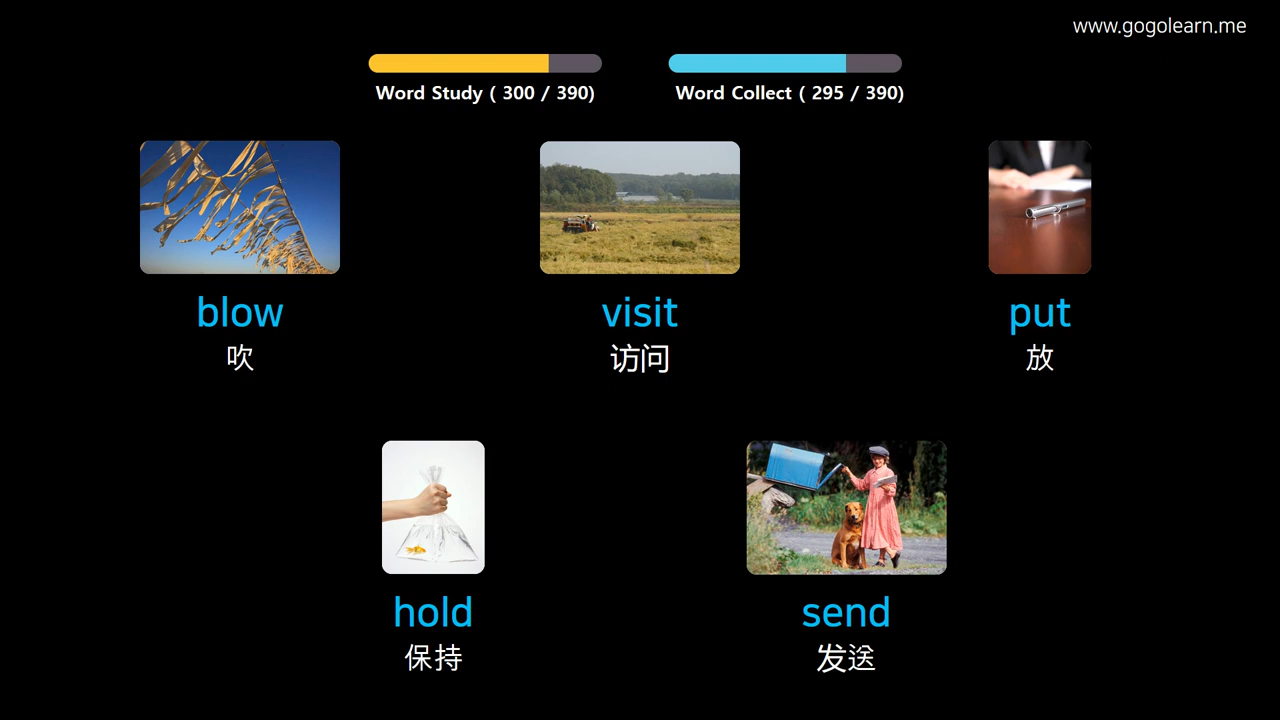 www.gogolearn.me
Word Study ( 300 / 390)
Word Collect ( 295 / 390)
blow
吹
visit
访问
put
放
hold
保持
send
发送